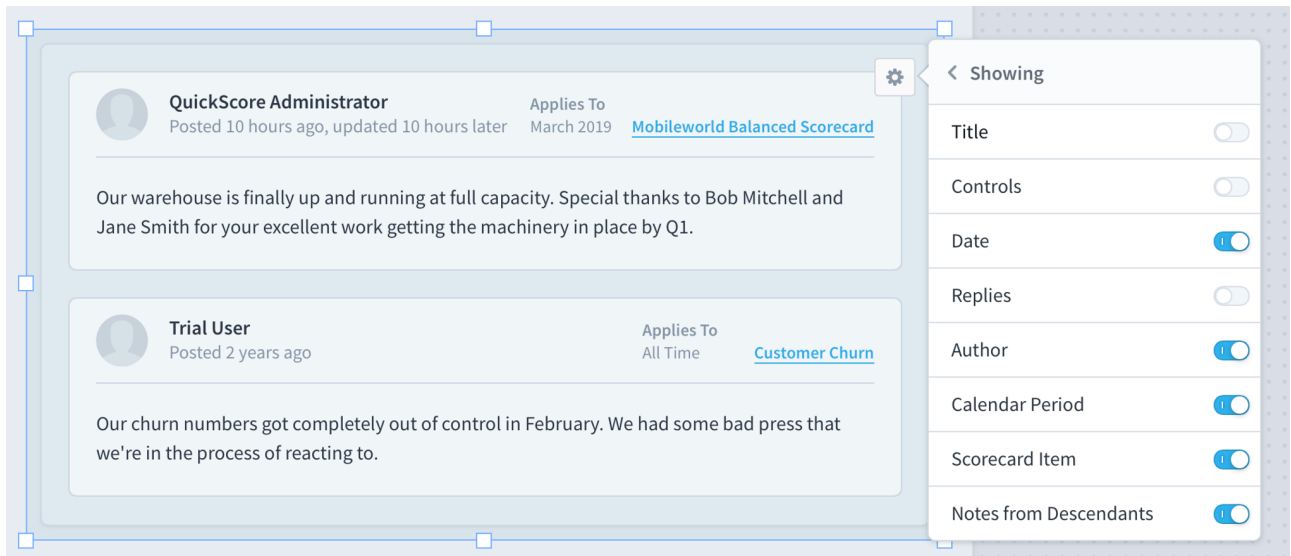 QuickScore Administrator
Posted 10 hours ago, updated 10 hours later
Applies To
March 2019
Mobileworld Balanced Scorecard
Our warehouse is finally up and running at full capacity. Special thanks to Bob Mitchell and
Jane Smith for your excellent work getting the machinery in place by Q1.
Trial User
Posted 2 years ago
Applies To
All Time
Customer Churn
Our churn numbers got completely out of control in February. We had some bad press that
we're in the process of reacting to.
Showing
Title
Controls
Date
Replies
Author
Calendar Period
Scorecard Item
Notes from Descendants